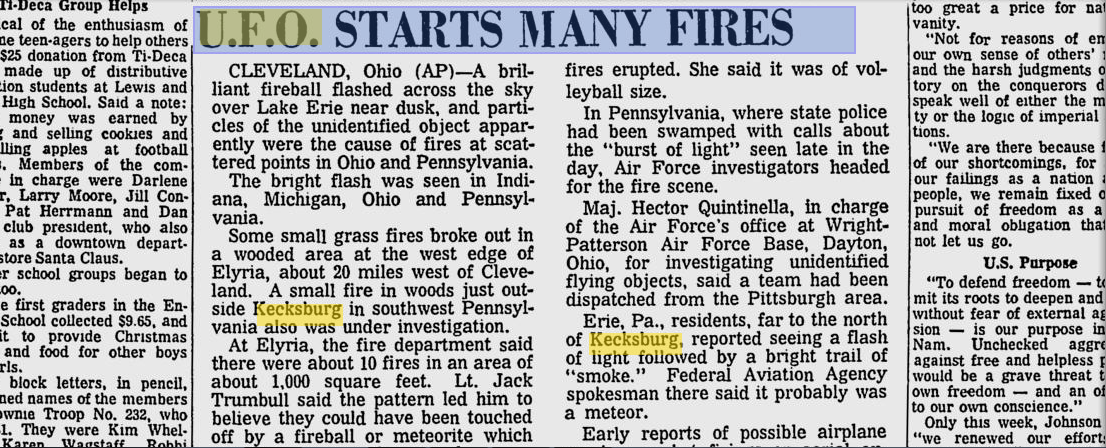 Ti-Deca Group Helps
cal of the enthusiasm of
ne teen-agers to help others
$25 donation from Ti-Deca
made up of distributive
tion students at Lewis and
High School. Said a note:
money was earned by
g and selling cookies and
lling apples at football
s. Members of the com-
e in charge were Darlene
r, Larry Moore, Jill Con-
Pat Herrmann and Dan
club president, who also
as a downtown depart-
store Santa Claus.
er school groups began to
oo.
e first graders in the En-
School collected $9.65, and
it to provide Christmas
and food for other boys
rls.
block letters, in pencil,
ned names of the members
ownie Troop No. 232, who
1. They were Kim Whel-
Karen Wagstaff, Robbi
U.F.O. STARTS MANY FIRES
CLEVELAND, Ohio (AP)—A bril-
liant fireball flashed across the sky
over Lake Erie near dusk, and parti-
cles of the unidentified object appar-
ently were the cause of fires at scat-
tered points in Ohio and Pennsylvania.
The bright flash was seen in Indi-
ana, Michigan, Ohio and Pennsyl-
vania.
Some small grass fires broke out in
a wooded area at the west edge of
Elyria, about 20 miles west of Cleve-
land. A small fire in woods just out-
side Kecksburg in southwest Pennsyl-
vania also was under investigation.
At Elyria, the fire department said
there were about 10 fires in an area of
about 1,000 square feet. Lt. Jack
Trumbull said the pattern led him to
believe they could have been touched
off by a fireball or meteorite which
fires erupted. She said it was of vol-
leyball size.
In Pennsylvania, where state police
had been swamped with calls about
the "burst of light" seen late in the
day, Air Force investigators headed
for the fire scene.
Maj. Hector Quintinella, in charge
of the Air Force's office at Wright-
Patterson Air Force Base, Dayton,
Ohio, for investigating unidentified
flying objects, said a team had been
dispatched from the Pittsburgh area.
Erie, Pa., residents, far to the north
of Kecksburg, reported seeing a flash
of light followed by a bright trail of
"smoke." Federal Aviation Agency
spokesman there said it probably was
a meteor.
Early reports of possible airplane
too great a price for nat
vanity.
"Not for reasons of em
our own sense of others'
and the harsh judgments o
tory on the conquerors d
speak well of either the m
ty or the logic of imperial
tions.
"We are there because f
of our shortcomings, for
our failings as a nation a
people, we remain fixed o
pursuit of freedom as a
and moral obligation that
not let us go.
U.S. Purpose
"To defend freedom — to
mit its roots to deepen and
without fear of external ag
sion — is our purpose in
Nam. Unchecked aggre
against free and helpless p
would be a grave threat t
own freedom — and an of
to our own conscience."
Only this week, Johnson
"we renewed our effor